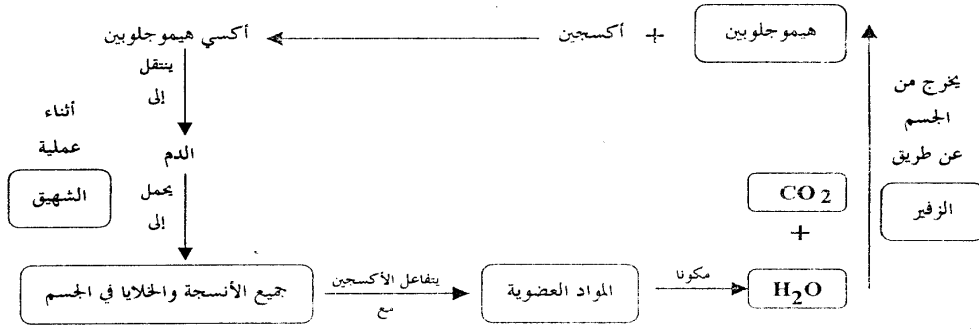 هيموجلوبين + أكسجين
أكسي هيموجلوبين
ينتقل
إلى
الدم
يحمل
إلى
أثناء
عملية
الشهيق
جميع الأنسجة والخلايا في الجسم
يتفاعل الأكسجين
مع
المواد العضوية
مكونا
H₂O
+
CO₂
يخرج من
الجسم
عن طريق
الزفير